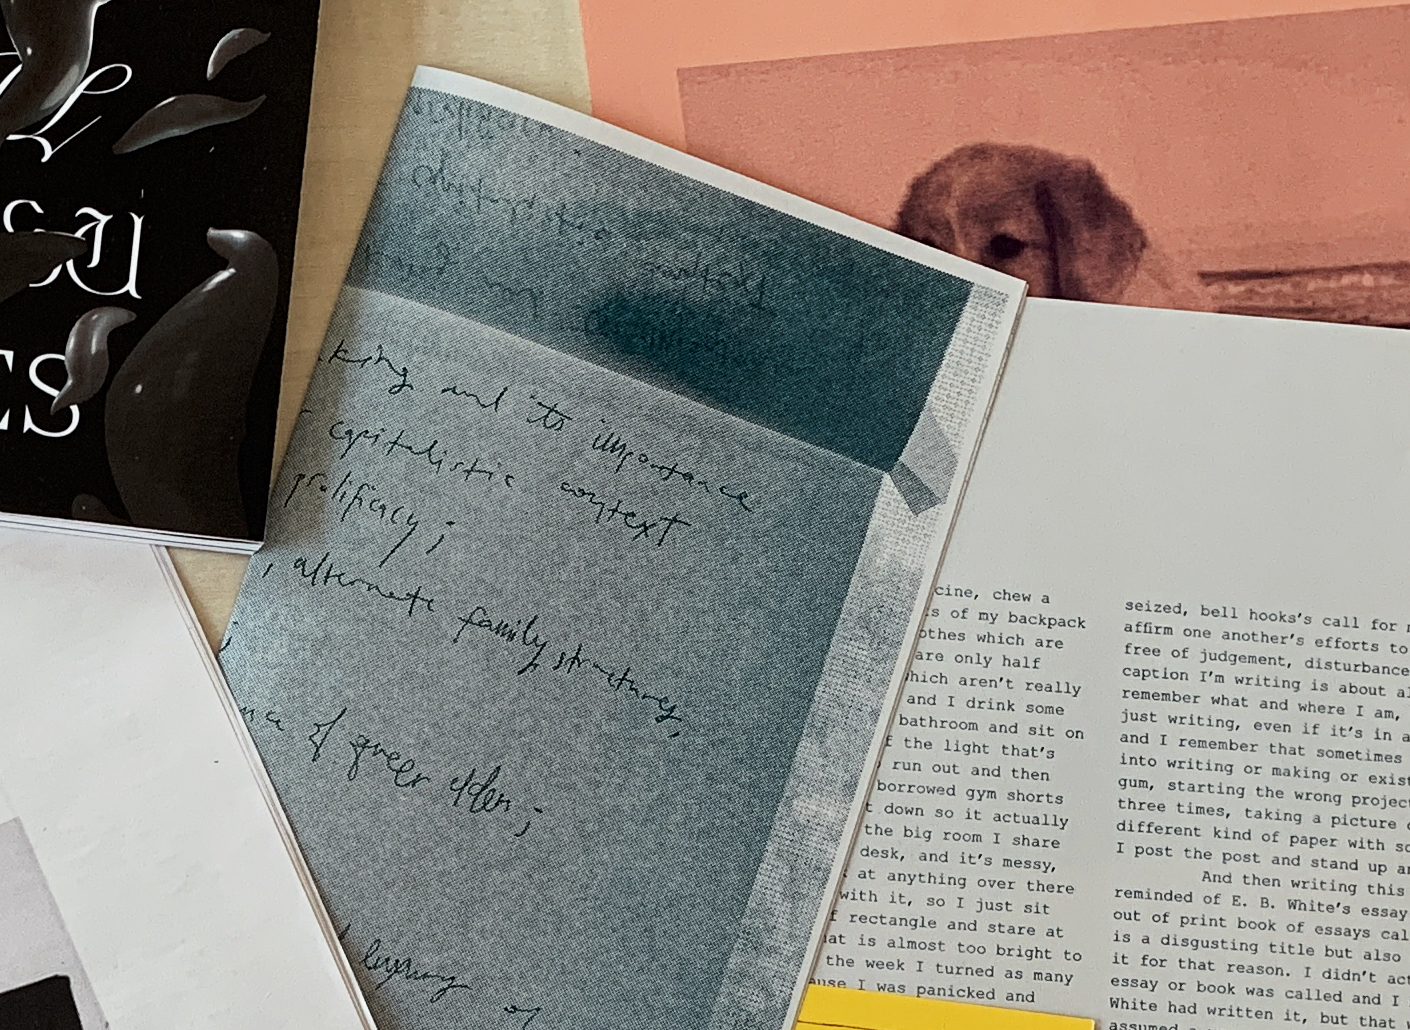 L
ES
king and its importance
capitalistic context
prolificacy;
, alternate family structures,
of queer elders;
luxury of
cine, chew a
s of my backpack
othes which are
are only half
which aren't really
and I drink some
bathroom and sit on
f the light that's
run out and then
borrowed gym shorts
t down so it actually
the big room I share
desk, and it's messy,
at anything over there
with it, so I just sit
f rectangle and stare at
at is almost too bright to
the week I turned as many
ause I was panicked and
seized, bell hooks's call for
affirm one another's efforts to
free of judgement, disturbance
caption I'm writing is about
remember what and where I am,
just writing, even if it's in a
and I remember that sometimes
into writing or making or exist
gum, starting the wrong project
three times, taking a picture
different kind of paper with
I post the post and stand up
And then writing this
reminded of E. B. White's essay
out of print book of essays cal
is a disgusting title but also
it for that reason. I didn't act
essay or book was called and I
White had written it, but that
assumed